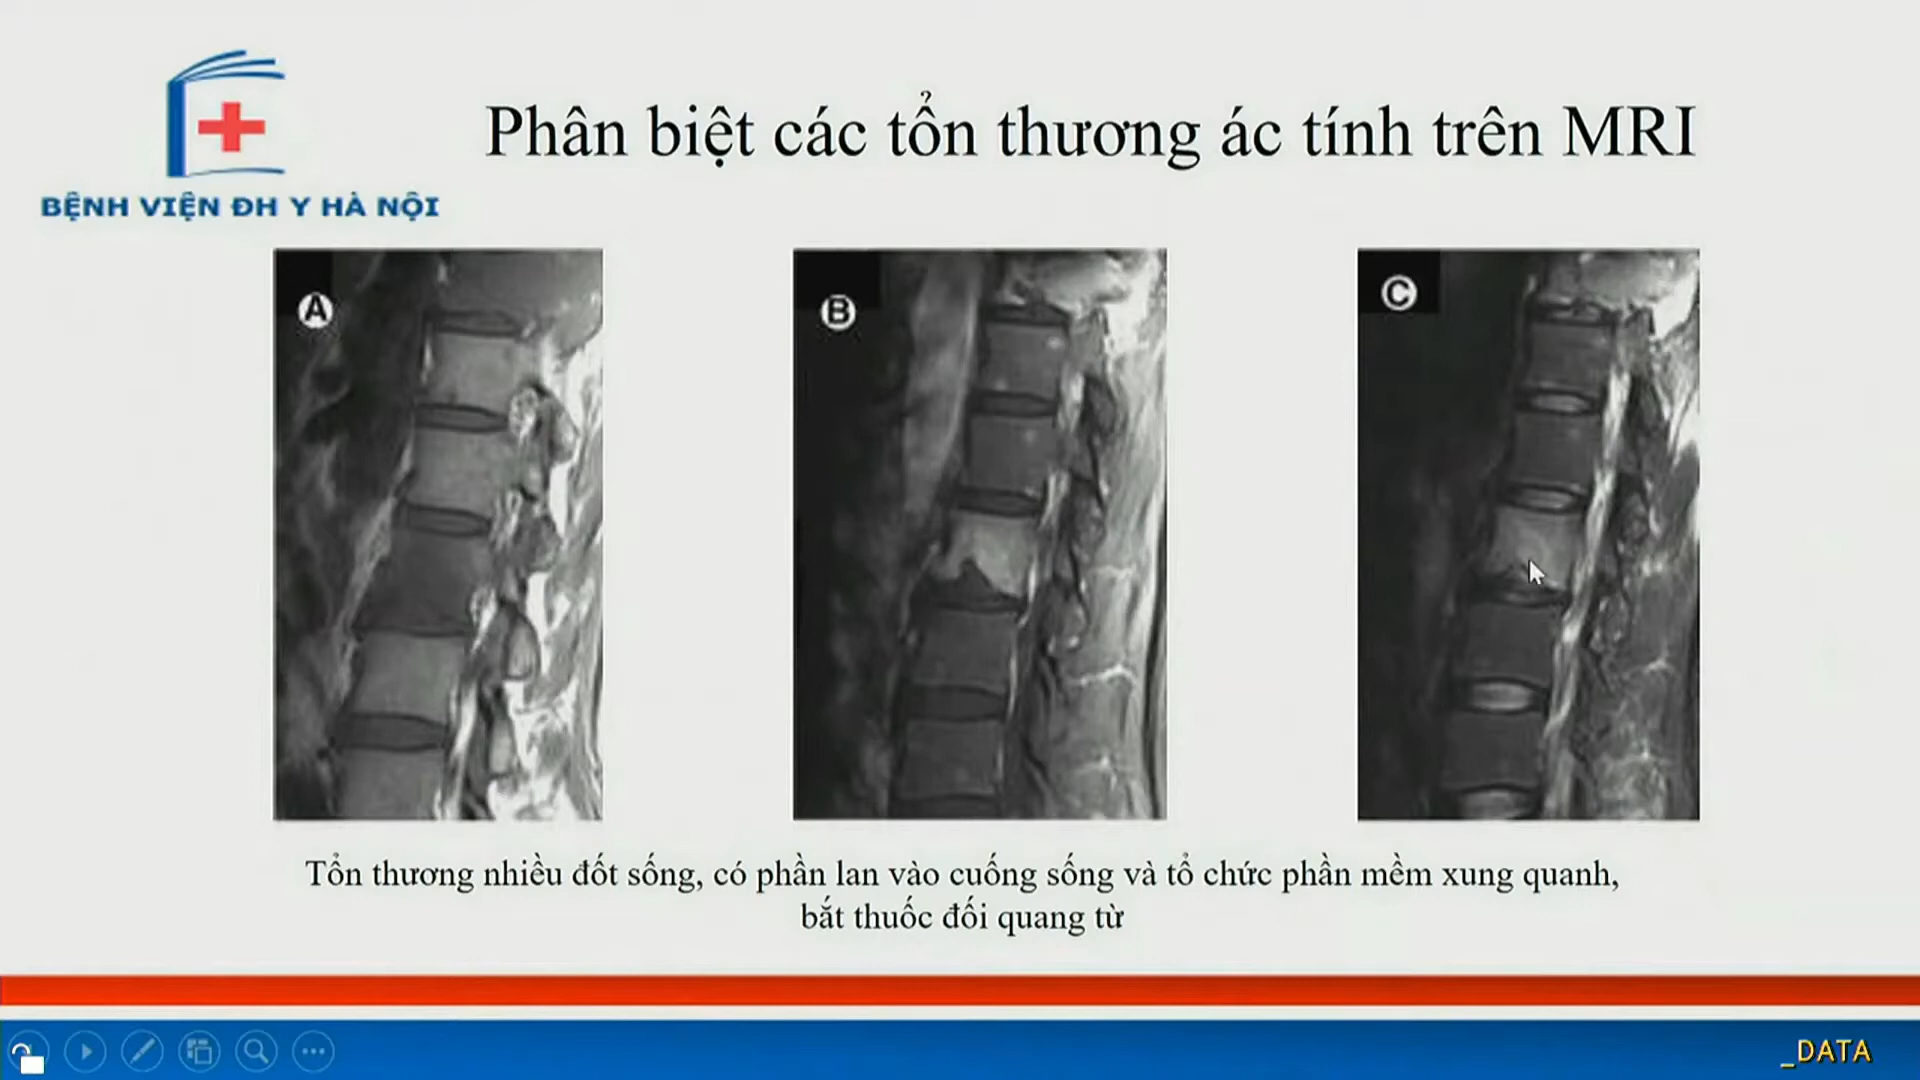 BỆNH VIỆN ĐH Y HÀ NỘI
Phân biệt các tổn thương ác tính trên MRI
A
B
C
Tổn thương nhiều đốt sống, có phần lan vào cuống sống và tổ chức phần mềm xung quanh,
bắt thuốc đối quang từ
_DATA